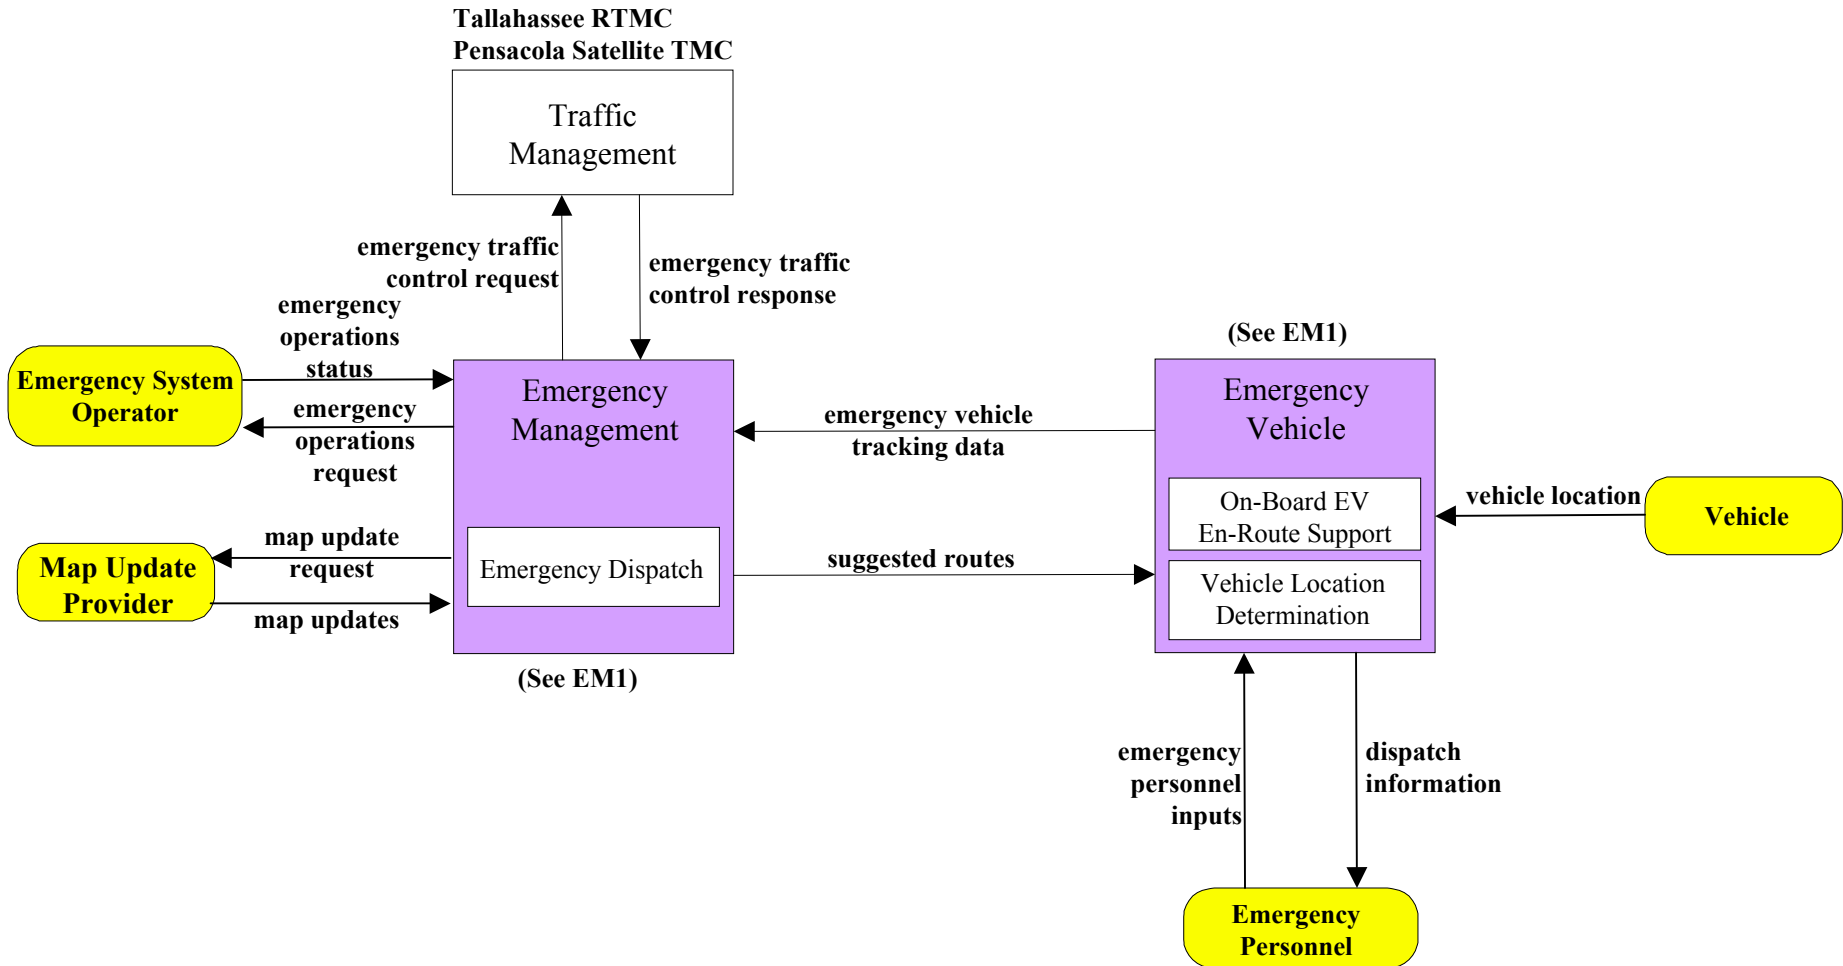 Tallahassee RTMC
Pensacola Satellite TMC
Traffic
Management
emergency traffic
control request
emergency traffic
control response
emergency
operations
status
Emergency System
Operator
emergency
operations
request
Emergency
Management
emergency vehicle
tracking data
(See EM1)
Emergency
Vehicle
On-Board EV
En-Route Support
Vehicle Location
Determination
vehicle location
Vehicle
Map Update
Provider
map update
request
map updates
Emergency Dispatch
suggested routes
(See EM1)
emergency
personnel
inputs
dispatch
information
Emergency
Personnel